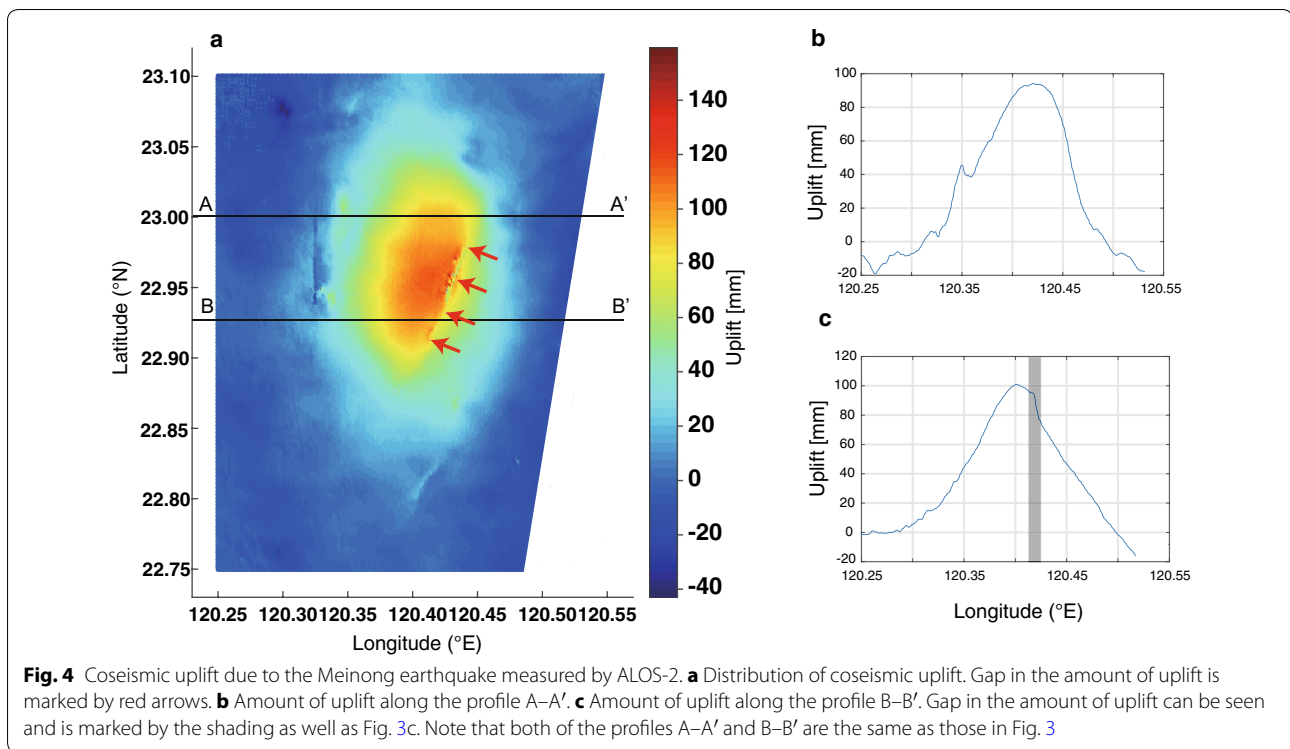 a
23.10
23.05
23.00
22.95
22.90
22.85
22.80
22.75
Latitude (°N)
A
A'
B
B'
120.25 120.30 120.35 120.40 120.45 120.50 120.55
Longitude (°E)
140
120
100
80
60
40
20
0
-20
-40
Uplift [mm]
b
100
80
60
40
20
0
-20
Uplift [mm]
120.25 120.35 120.45 120.55
c
120
100
80
60
40
20
0
-20
Uplift [mm]
120.25 120.35 120.45 120.55
Longitude (°E)
Fig. 4 Coseismic uplift due to the Meinong earthquake measured by ALOS-2. a Distribution of coseismic uplift. Gap in the amount of uplift is
marked by red arrows. b Amount of uplift along the profile A–A′. c Amount of uplift along the profile B–B′. Gap in the amount of uplift can be seen
and is marked by the shading as well as Fig. 3c. Note that both of the profiles A–A′ and B–B′ are the same as those in Fig. 3